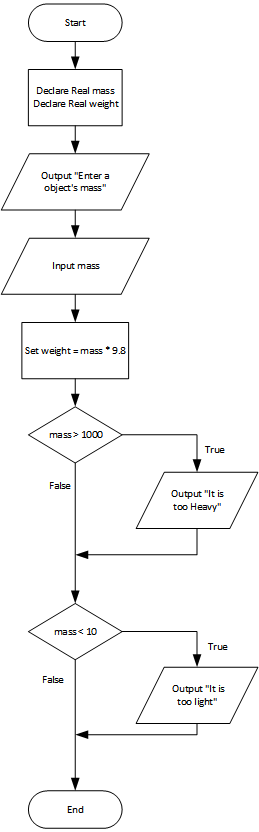 Start
Declare Real mass
Declare Real weight
Output "Enter a
object's mass"
Input mass
Set weight = mass * 9.8
mass > 1000
True
False
Output "It is
too Heavy"
mass < 10
True
False
Output "It is
too light"
End